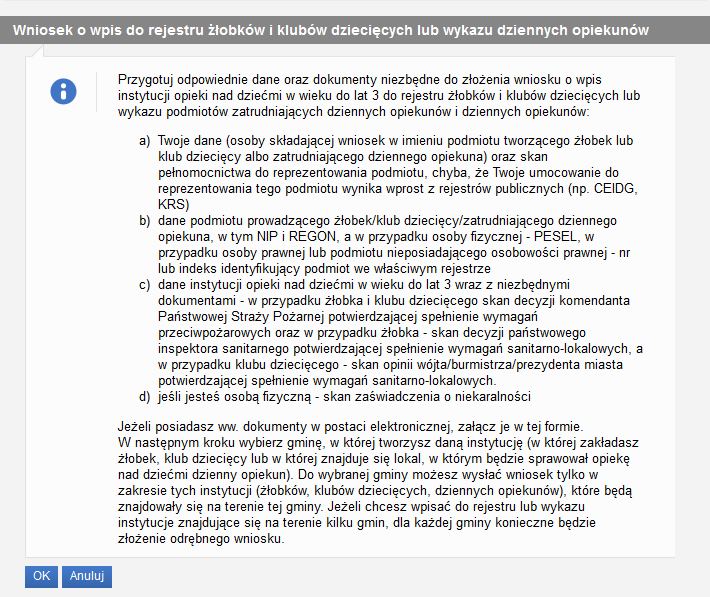 Wniosek o wpis do rejestru żłobków i klubów dziecięcych lub wykazu dziennych opiekunów
Przygotuj odpowiednie dane oraz dokumenty niezbędne do złożenia wniosku o wpis
instytucji opieki nad dziećmi w wieku do lat 3 do rejestru żłobków i klubów dziecięcych lub
wykazu podmiotów zatrudniających dziennych opiekunów i dziennych opiekunów:
a) Twoje dane (osoby składającej wniosek w imieniu podmiotu tworzącego żłobek lub
klub dziecięcy albo zatrudniającego dziennego opiekuna) oraz skan
pełnomocnictwa do reprezentowania podmiotu, chyba, że Twoje umocowanie do
reprezentowania tego podmiotu wynika wprost z rejestrów publicznych (np. CEIDG,
KRS)
b) dane podmiotu prowadzącego żłobek/klub dziecięcy/zatrudniającego dziennego
opiekuna, w tym NIP i REGON, a w przypadku osoby fizycznej - PESEL, w
przypadku osoby prawnej lub podmiotu nieposiadającego osobowości prawnej - nr
lub indeks identyfikujący podmiot we właściwym rejestrze
c) dane instytucji opieki nad dziećmi w wieku do lat 3 wraz z niezbędnymi
dokumentami - w przypadku żłobka i klubu dziecięcego skan decyzji komendanta
Państwowej Straży Pożarnej potwierdzającej spełnienie wymagań
przeciwpożarowych oraz w przypadku żłobka - skan decyzji państwowego
inspektora sanitarnego potwierdzającej spełnienie wymagań sanitarno-lokalowych, a
w przypadku klubu dziecięcego - skan opinii wójta/burmistrza/prezydenta miasta
potwierdzającej spełnienie wymagań sanitarno-lokalowych.
d) jeśli jesteś osobą fizyczną - skan zaświadczenia o niekaralności
Jeżeli posiadasz ww. dokumenty w postaci elektronicznej, załącz je w tej formie.
W następnym kroku wybierz gminę, w której tworzysz daną instytucję (w której zakładasz
żłobek, klub dziecięcy lub w której znajduje się lokal, w którym będzie sprawował opiekę
nad dziećmi dzienny opiekun). Do wybranej gminy możesz wysłać wniosek tylko w
zakresie tych instytucji (żłobków, klubów dziecięcych, dziennych opiekunów), które będą
znajdowały się na terenie tej gminy. Jeżeli chcesz wpisać do rejestru lub wykazu
instytucje znajdujące się na terenie kilku gmin, dla każdej gminy konieczne będzie
złożenie odrębnego wniosku.
OK Anuluj